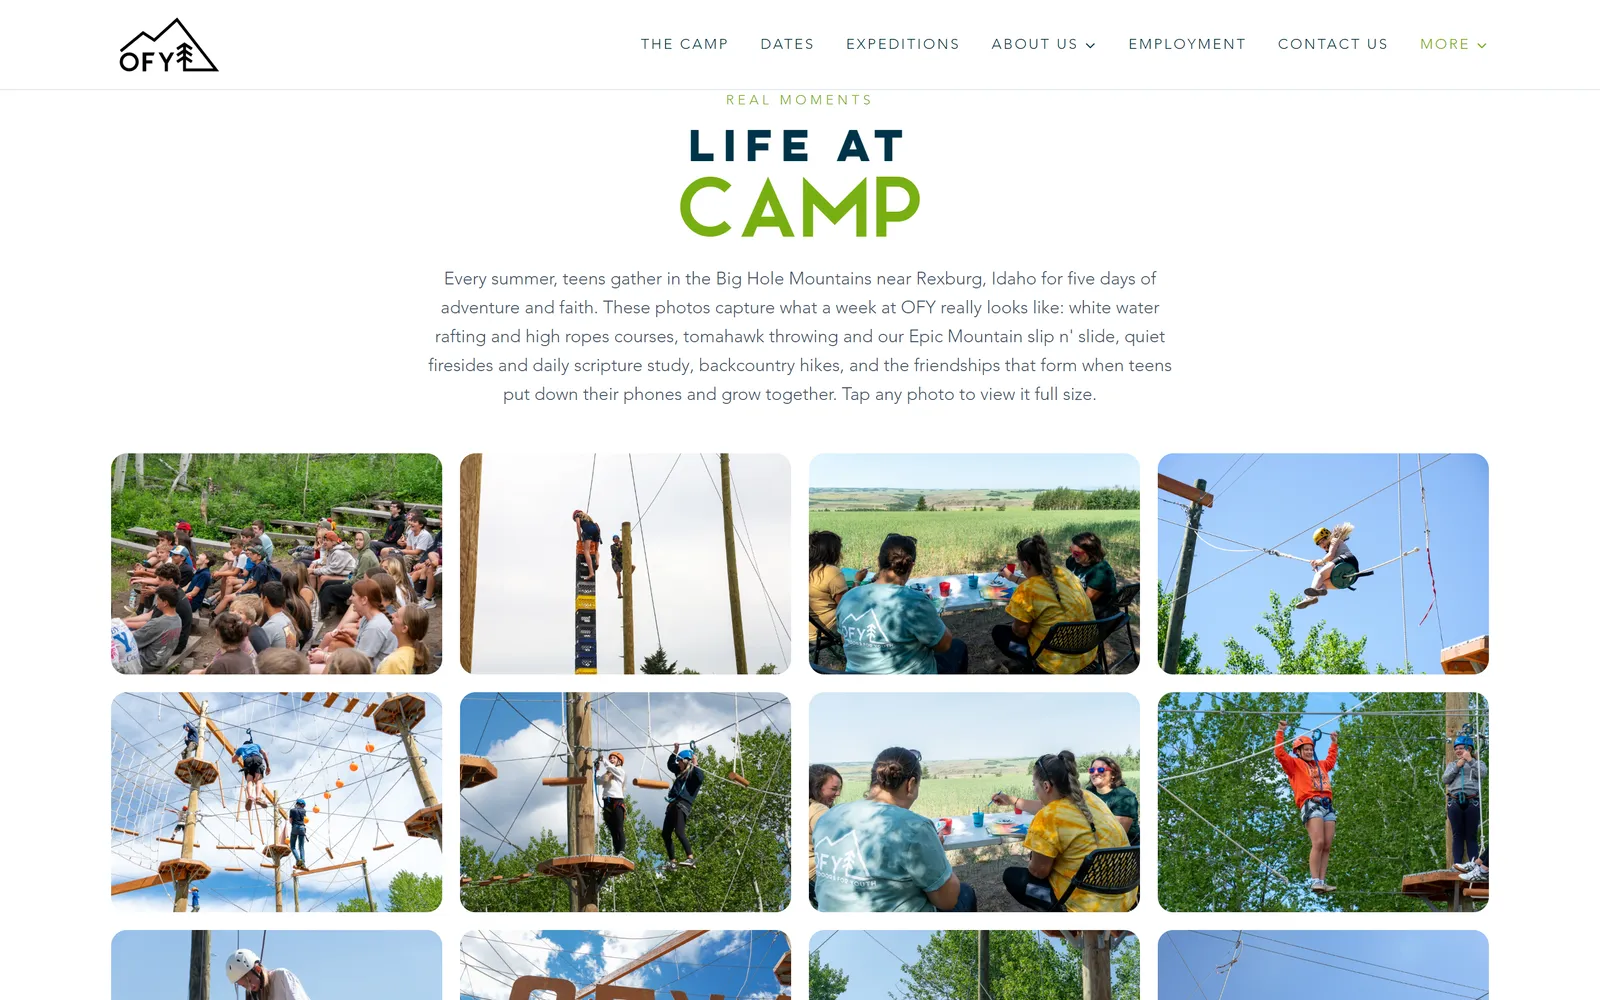 OFY
THE CAMP
DATES
EXPEDITIONS
ABOUT US
EMPLOYMENT
CONTACT US
MORE
REAL MOMENTS
LIFE AT
CAMP
Every summer, teens gather in the Big Hole Mountains near Rexburg, Idaho for five days of
adventure and faith. These photos capture what a week at OFY really looks like: white water
rafting and high ropes courses, tomahawk throwing and our Epic Mountain slip n' slide, quiet
firesides and daily scripture study, backcountry hikes, and the friendships that form when teens
put down their phones and grow together. Tap any photo to view it full size.
OFY
OFY